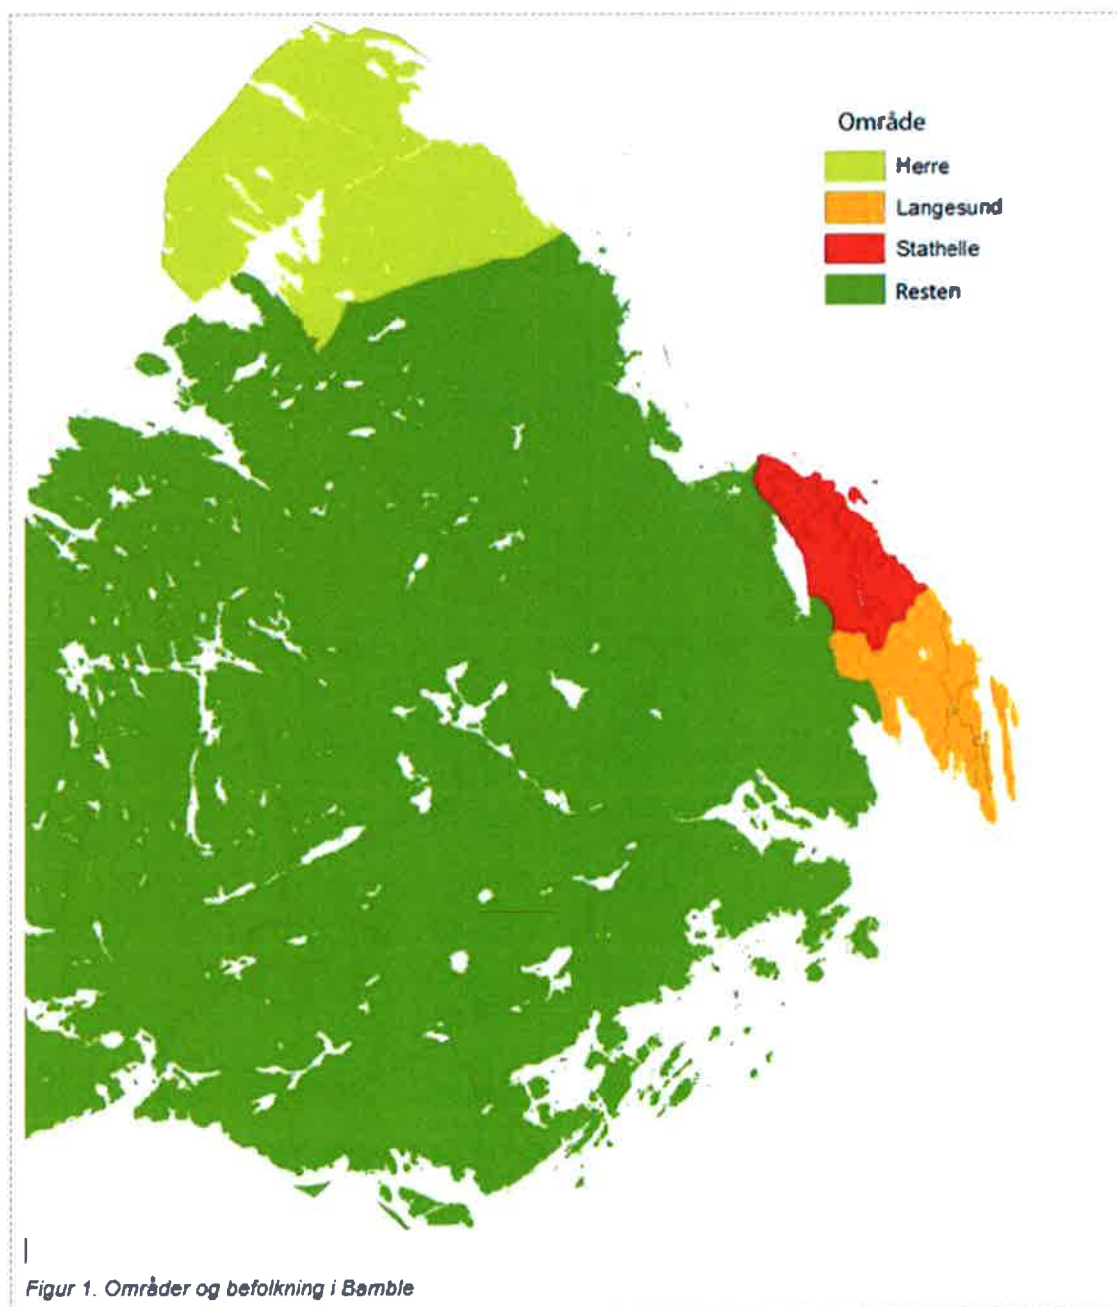 Område
Herre
Langesund
Stathelle
Resten
Figur 1. Områder og befolkning i Bamble